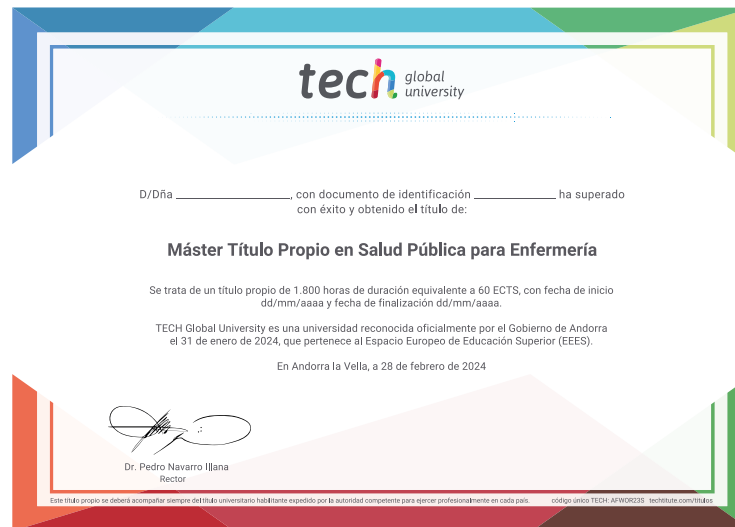 tech global university
D/Dña ____________________, con documento de identificación ______________ ha superado
con éxito y obtenido el título de:
Máster Título Propio en Salud Pública para Enfermería
Se trata de un título propio de 1.800 horas de duración equivalente a 60 ECTS, con fecha de inicio
dd/mm/aaaa y fecha de finalización dd/mm/aaaa.
TECH Global University es una universidad reconocida oficialmente por el Gobierno de Andorra
el 31 de enero de 2024, que pertenece al Espacio Europeo de Educación Superior (EEES).
En Andorra la Vella, a 28 de febrero de 2024
Dr. Pedro Navarro Illana
Rector
Este título propio se deberá acompañar siempre del título universitario habilitante expedido por la autoridad competente para ejercer profesionalmente en cada país. código único TECH: AFWOR23S techtitute.com/titulos